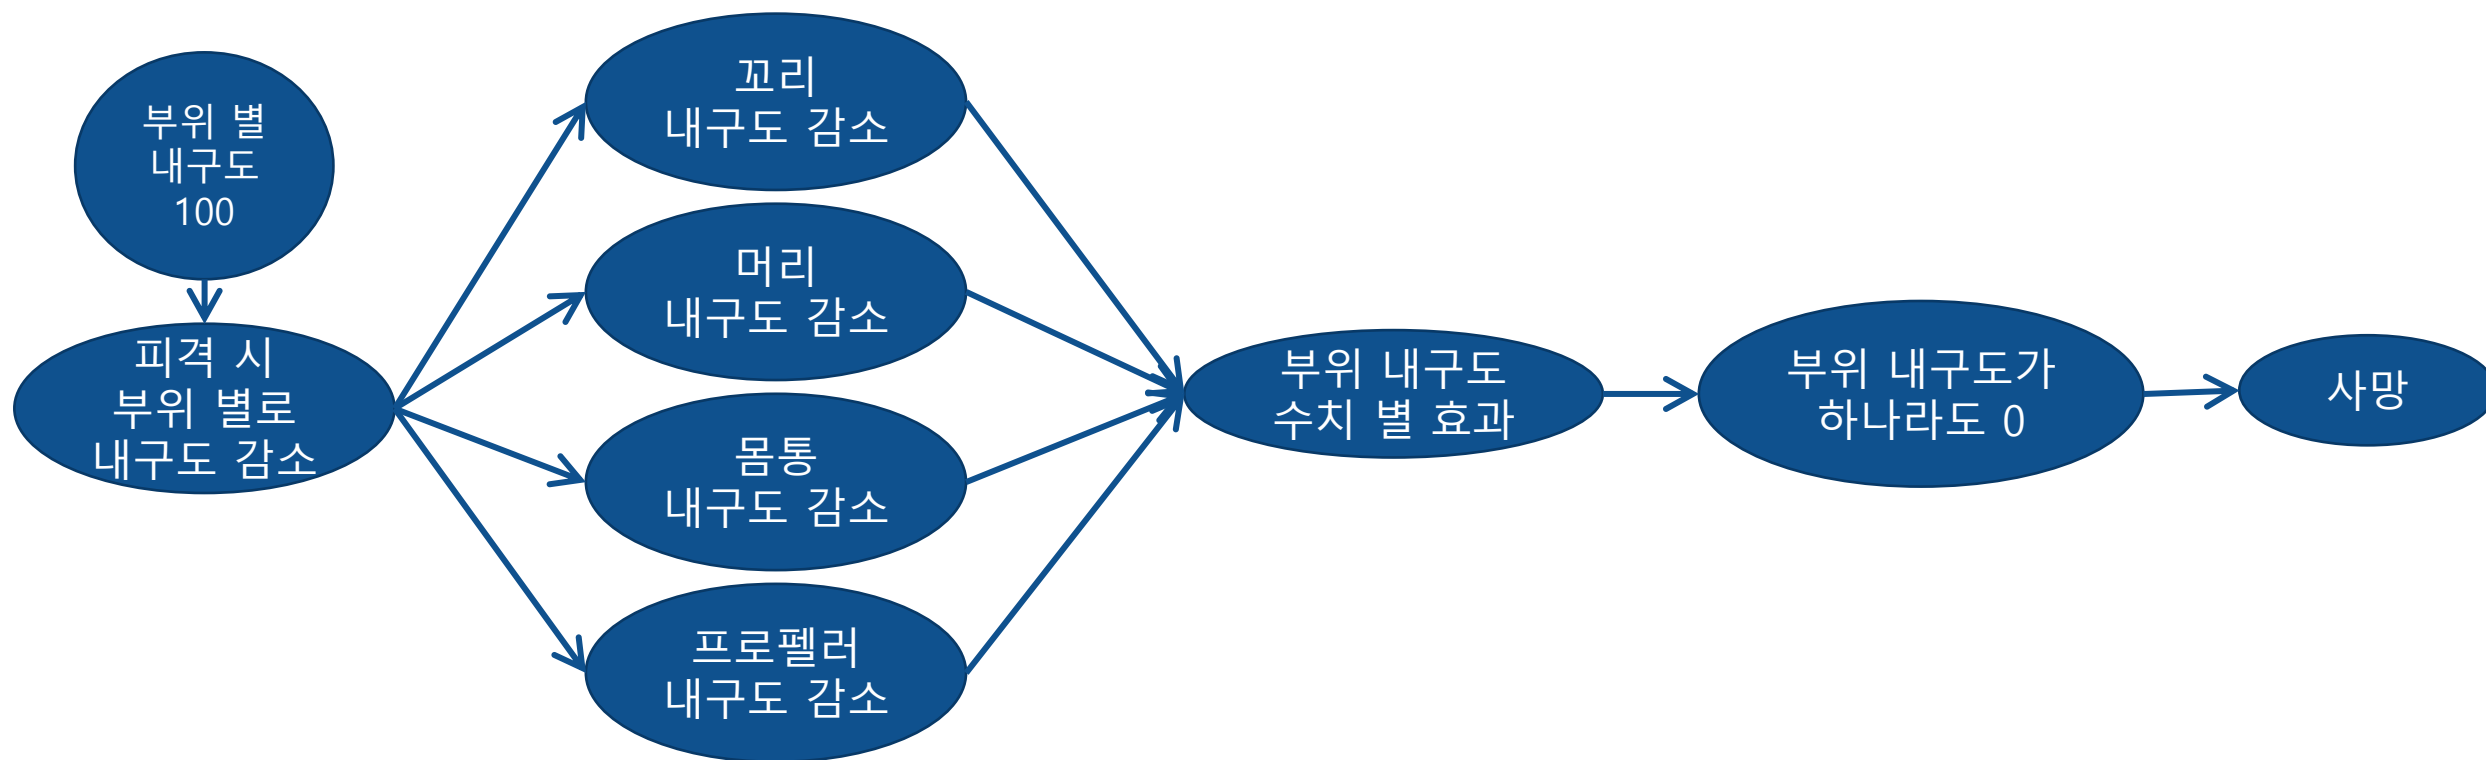 부위 별
내구도
100
피격 시
부위 별로
내구도 감소
꼬리
내구도 감소
머리
내구도 감소
몸통
내구도 감소
프로펠러
내구도 감소
부위 내구도
수치 별 효과
부위 내구도가
하나라도 0
사망